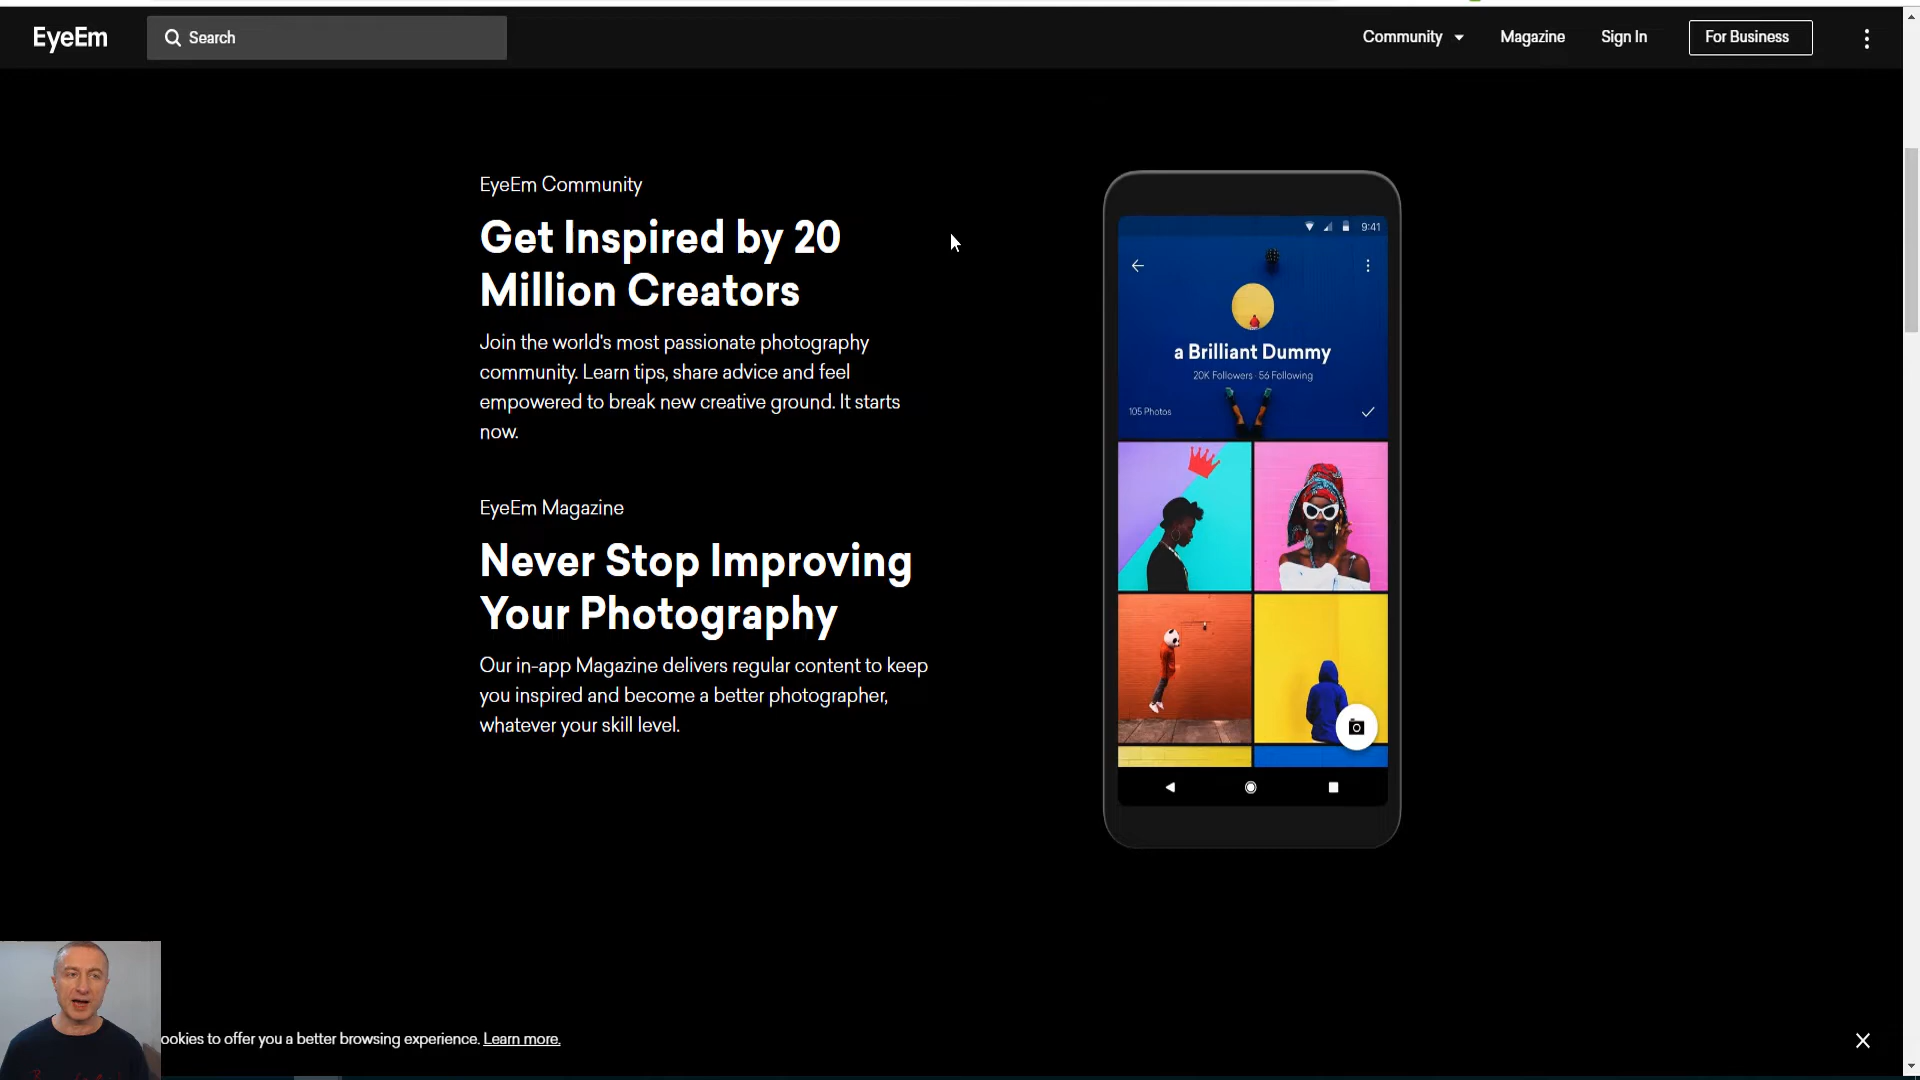 EyeEm
Search
Community
Magazine
Sign In
For Business
EyeEm Community
Get Inspired by 20
Million Creators
Join the world's most passionate photography
community. Learn tips, share advice and feel
empowered to break new creative ground. It starts
now.
EyeEm Magazine
Never Stop Improving
Your Photography
Our in-app Magazine delivers regular content to keep
you inspired and become a better photographer,
whatever your skill level.
9:41
a Brilliant Dummy
20K Followers · 56 Following
105 Photos
ookies to offer you a better browsing experience. Learn more.